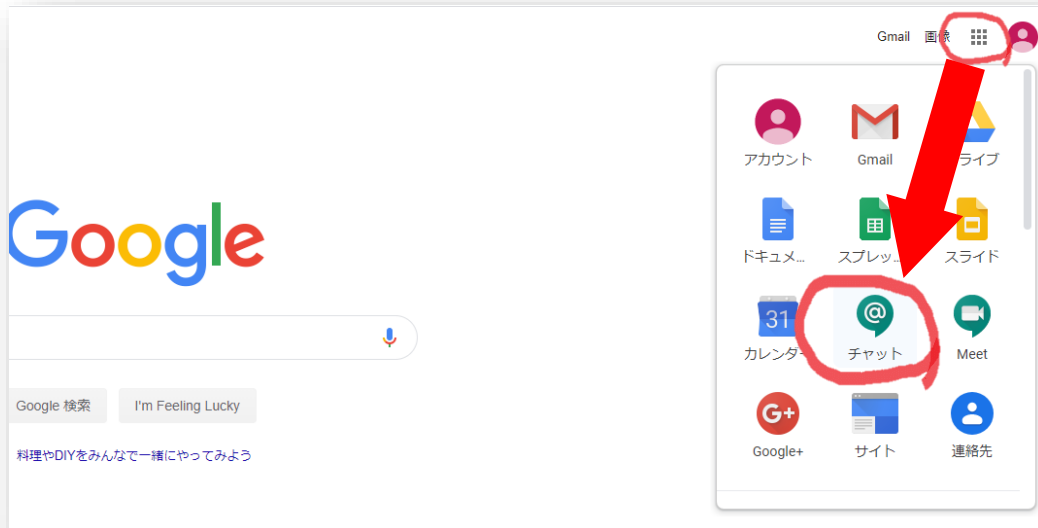 Gmail 画像
アカウント Gmail ライブ
Google
ドキュメ... スプレッ... スライド
31
カレンダー チャット Meet
Google 検索 I'm Feeling Lucky
G+
Google+ サイト 連絡先
料理やDIYをみんなで一緒にやってみよう